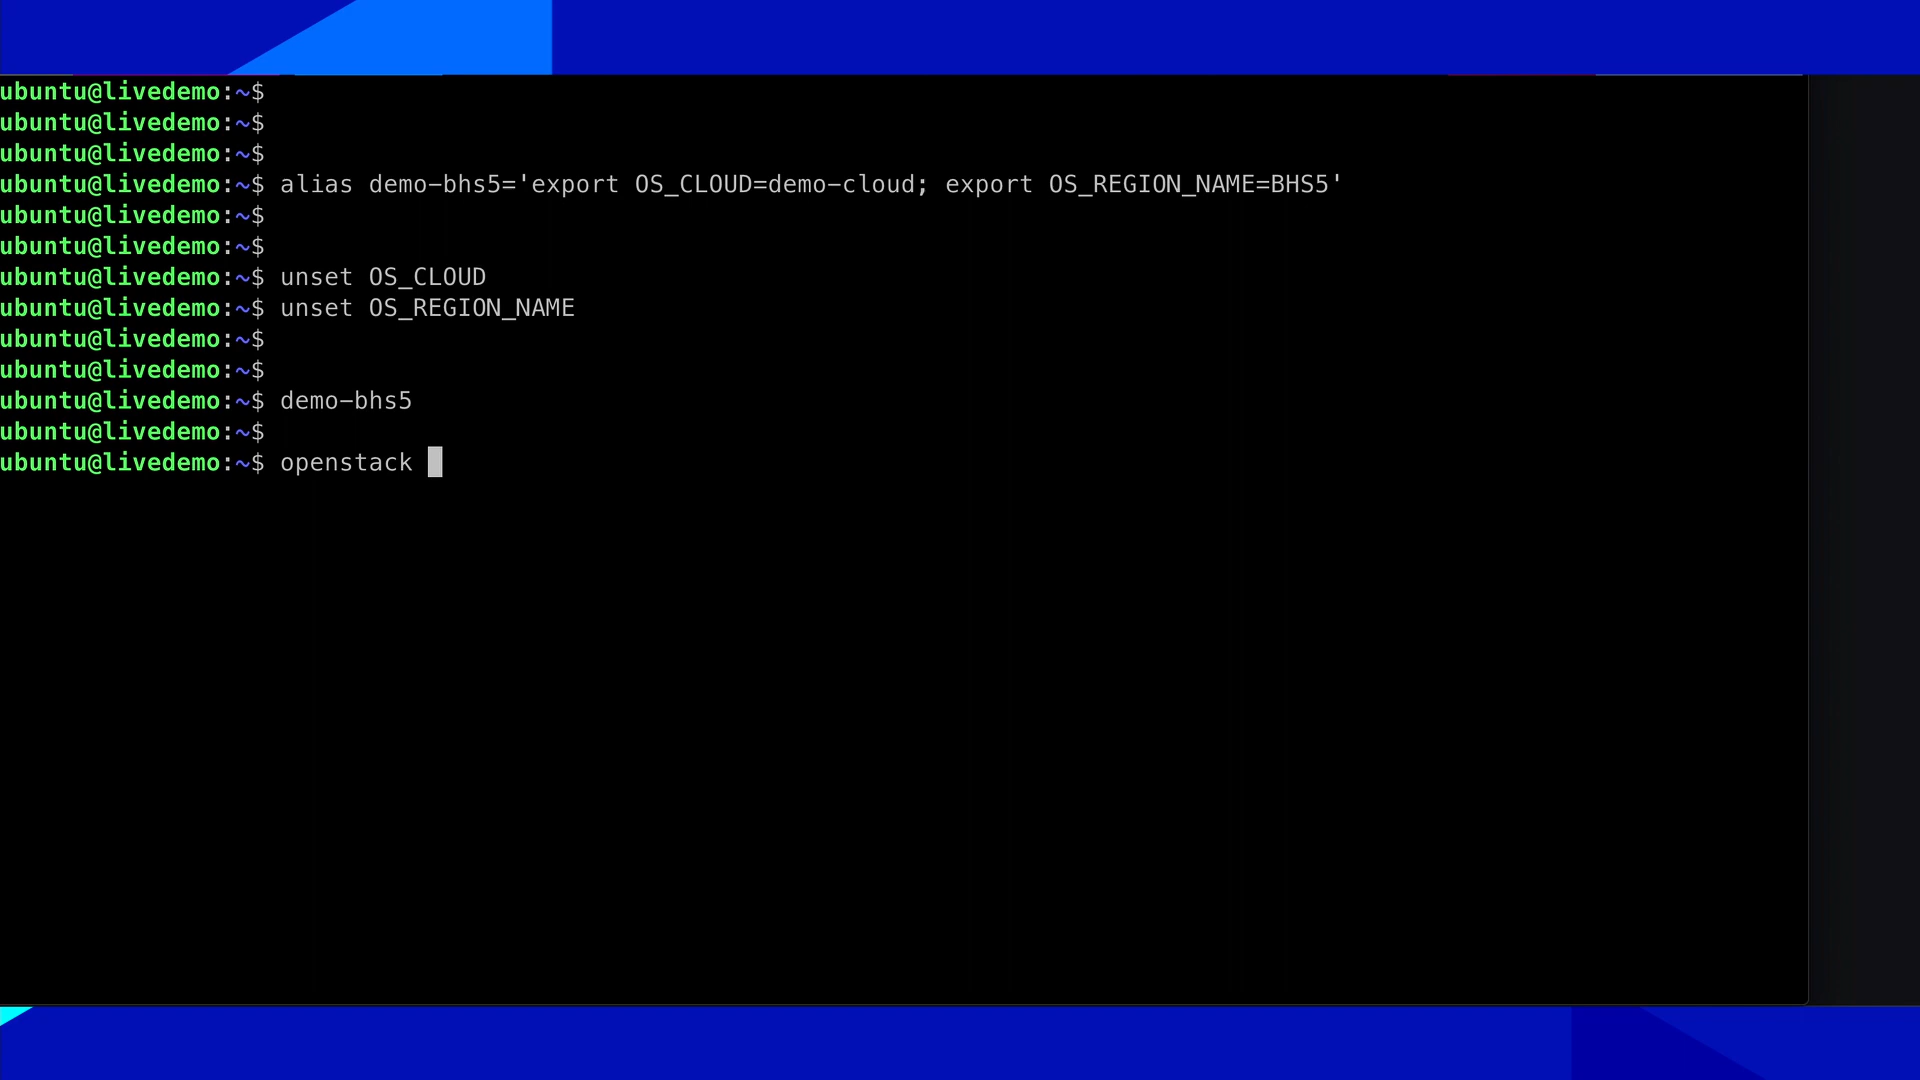 ubuntu@livedemo:~$
ubuntu@livedemo:~$
ubuntu@livedemo:~$
ubuntu@livedemo:~$ alias demo-bhs5='export OS_CLOUD=demo-cloud; export OS_REGION_NAME=BHS5'
ubuntu@livedemo:~$
ubuntu@livedemo:~$
ubuntu@livedemo:~$ unset OS_CLOUD
ubuntu@livedemo:~$ unset OS_REGION_NAME
ubuntu@livedemo:~$
ubuntu@livedemo:~$
ubuntu@livedemo:~$ demo-bhs5
ubuntu@livedemo:~$
ubuntu@livedemo:~$ openstack